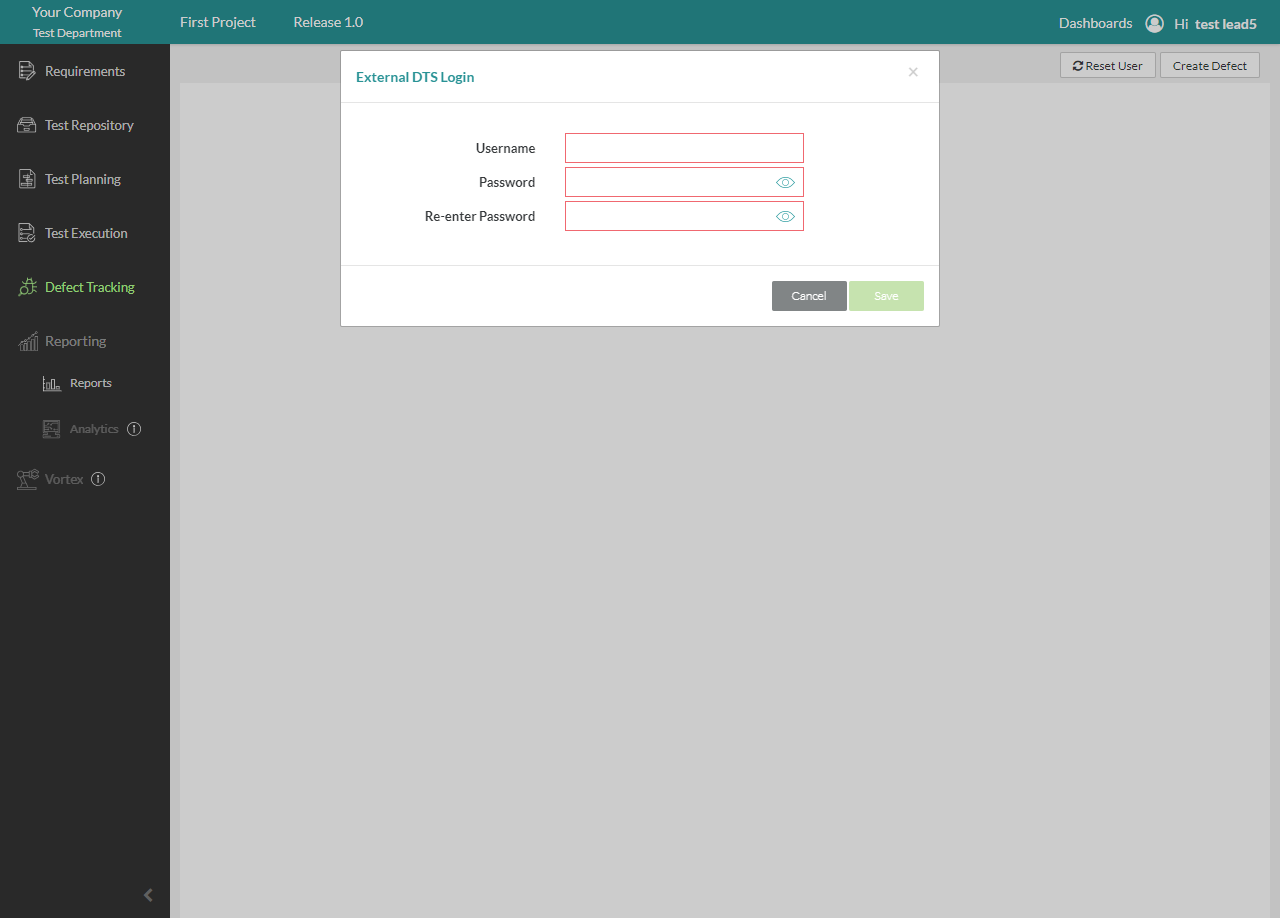 Your Company
Test Department
First Project
Release 1.0
Dashboards
Hi test lead5
Requirements
Test Repository
Test Planning
Test Execution
Defect Tracking
Reporting
Reports
Analytics
Vortex
Reset User
Create Defect
External DTS Login
×
Username
Password
Re-enter Password
Cancel
Save